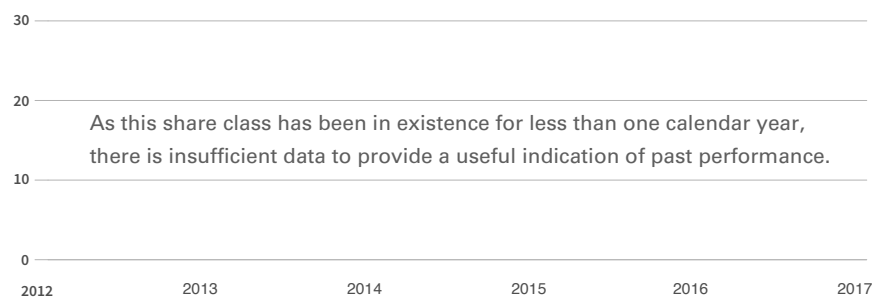 30
20
As this share class has been in existence for less than one calendar year,
there is insufficient data to provide a useful indication of past performance.
10
0
2012 2013 2014 2015 2016 2017